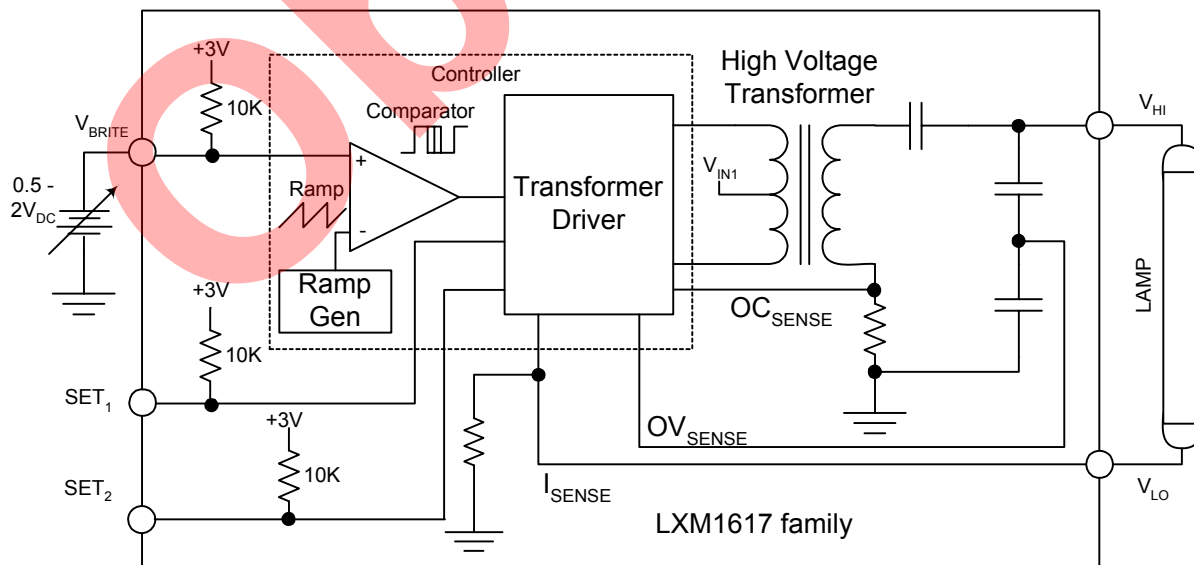 +3V
Controller
High Voltage
Transformer
10K
Comparator
V_BRITE
V_HI
+
Ramp
V_IN1
0.5 -
2V_DC
Transformer
Driver
-
Ramp
Gen
+3V
OC_SENSE
LAMP
10K
SET_1
+3V
OV_SENSE
10K
SET_2
I_SENSE
V_LO
LXM1617 family